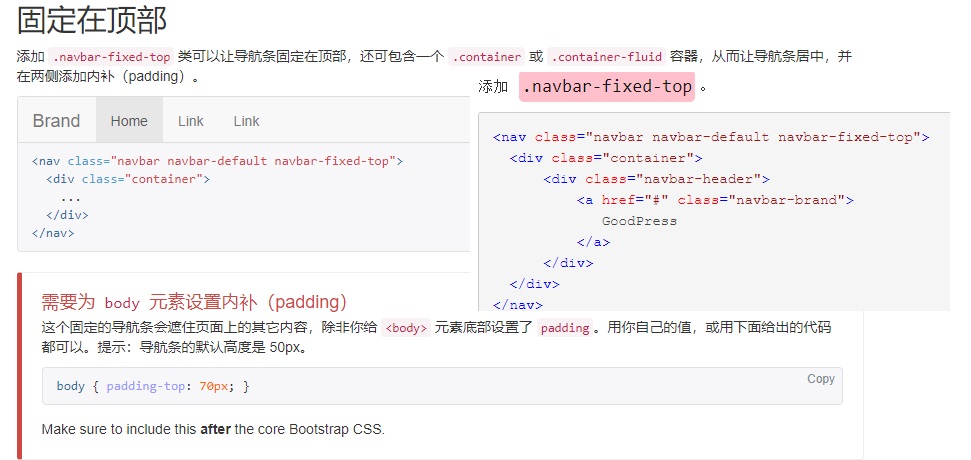 固定在顶部
添加 .navbar-fixed-top 类可以让导航条固定在顶部，还可包含一个 .container 或 .container-fluid 容器，从而让导航条居中，并
在两侧添加内补（padding）。
Brand Home Link Link
<nav class="navbar navbar-default navbar-fixed-top">
  <div class="container">
    ...
  </div>
</nav>
添加 .navbar-fixed-top 。
<nav class="navbar navbar-default navbar-fixed-top">
  <div class="container">
      <div class="navbar-header">
          <a href="#" class="navbar-brand">
             GoodPress
          </a>
      </div>
  </div>
</nav>
需要为 body 元素设置内补（padding）
这个固定的导航条会遮住页面上的其它内容，除非你给 <body> 元素底部设置了 padding 。用你自己的值，或用下面给出的代码
都可以。提示：导航条的默认高度是 50px。
Copy
body { padding-top: 70px; }
Make sure to include this after the core Bootstrap CSS.